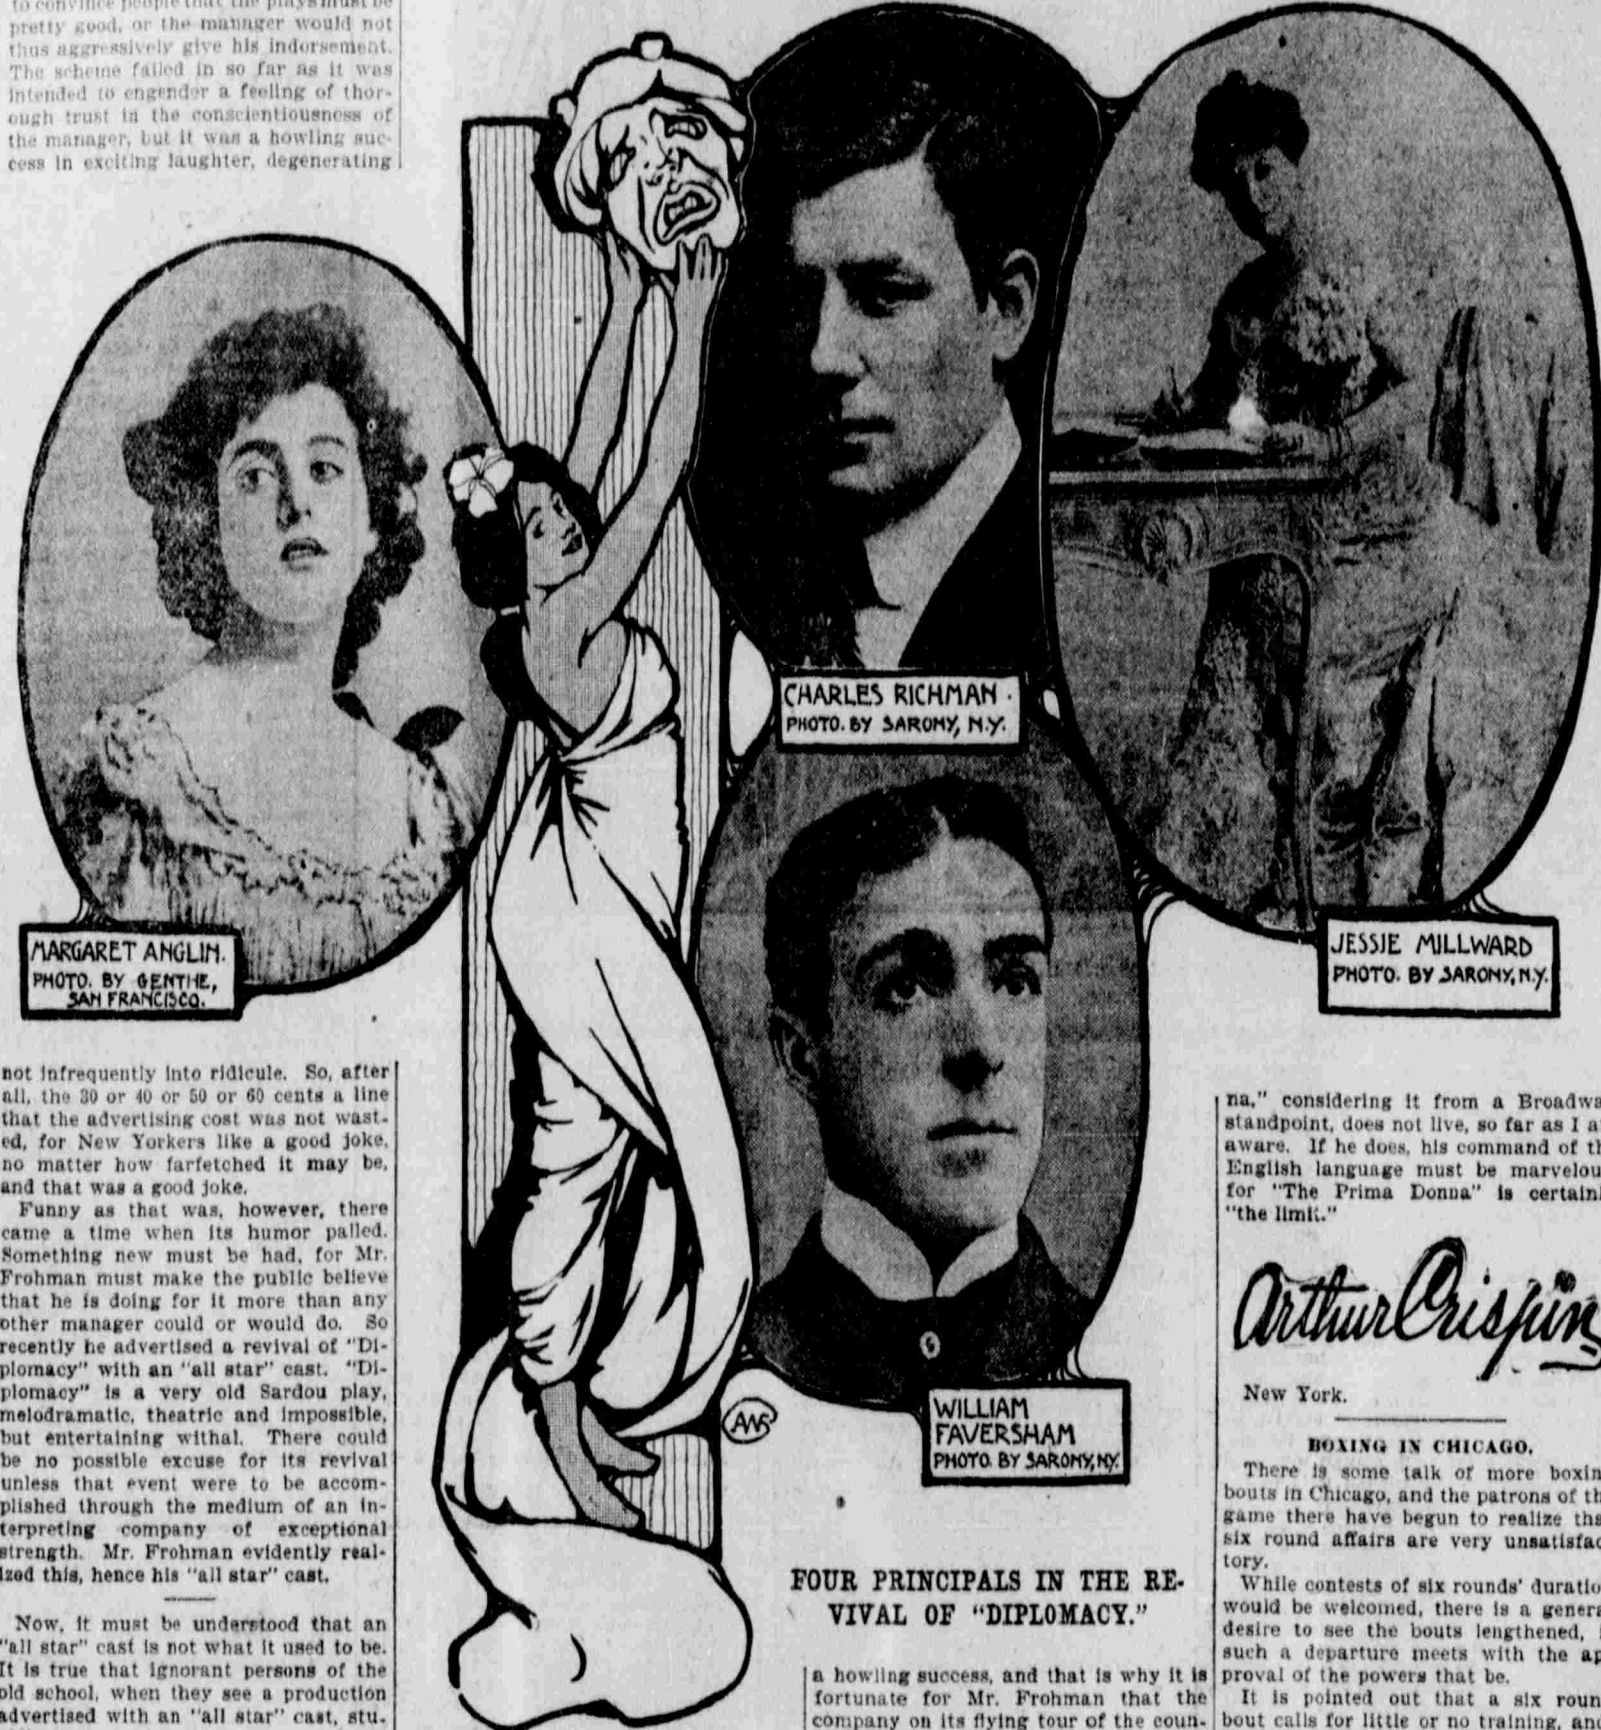 to convince people that the plays must be
pretty good, or the manager would not
thus aggressively give his indorsement.
The scheme failed in so far as it was
intended to engender a feeling of thor-
ough trust in the conscientiousness of
the manager, but it was a howling suc-
cess in exciting laughter, degenerating
MARGARET ANGLIN.
PHOTO. BY GENTHE,
SAN FRANCISCO.
CHARLES RICHMAN.
PHOTO. BY SARONY, N.Y.
JESSIE MILLWARD
PHOTO. BY SARONY, N.Y.
WILLIAM
FAVERSHAM
PHOTO. BY SARONY, NY.
AWS
not infrequently into ridicule. So, after
all, the 30 or 40 or 50 or 60 cents a line
that the advertising cost was not wast-
ed, for New Yorkers like a good joke,
no matter how farfetched it may be,
and that was a good joke.
Funny as that was, however, there
came a time when its humor palled.
Something new must be had, for Mr.
Frohman must make the public believe
that he is doing for it more than any
other manager could or would do. So
recently he advertised a revival of "Di-
plomacy" with an "all star" cast. "Di-
plomacy" is a very old Sardou play,
melodramatic, theatric and impossible,
but entertaining withal. There could
be no possible excuse for its revival
unless that event were to be accom-
plished through the medium of an in-
terpreting company of exceptional
strength. Mr. Frohman evidently real-
ized this, hence his "all star" cast.
Now, it must be understood that an
"all star" cast is not what it used to be.
It is true that ignorant persons of the
old school, when they see a production
advertised with an "all star" cast, stu-
FOUR PRINCIPALS IN THE RE-
VIVAL OF "DIPLOMACY."
a howling success, and that is why it is
fortunate for Mr. Frohman that the
company on its flying tour of the coun-
na," considering it from a Broadwa
standpoint, does not live, so far as I a
aware. If he does, his command of th
English language must be marvelou
for "The Prima Donna" is certainl
"the limit."
Arthur Crispin
New York.
BOXING IN CHICAGO.
There is some talk of more boxin
bouts in Chicago, and the patrons of th
game there have begun to realize tha
six round affairs are very unsatisfac
tory.
While contests of six rounds' duratio
would be welcomed, there is a genera
desire to see the bouts lengthened, i
such a departure meets with the ap
proval of the powers that be.
It is pointed out that a six roun
bout calls for little or no training, and